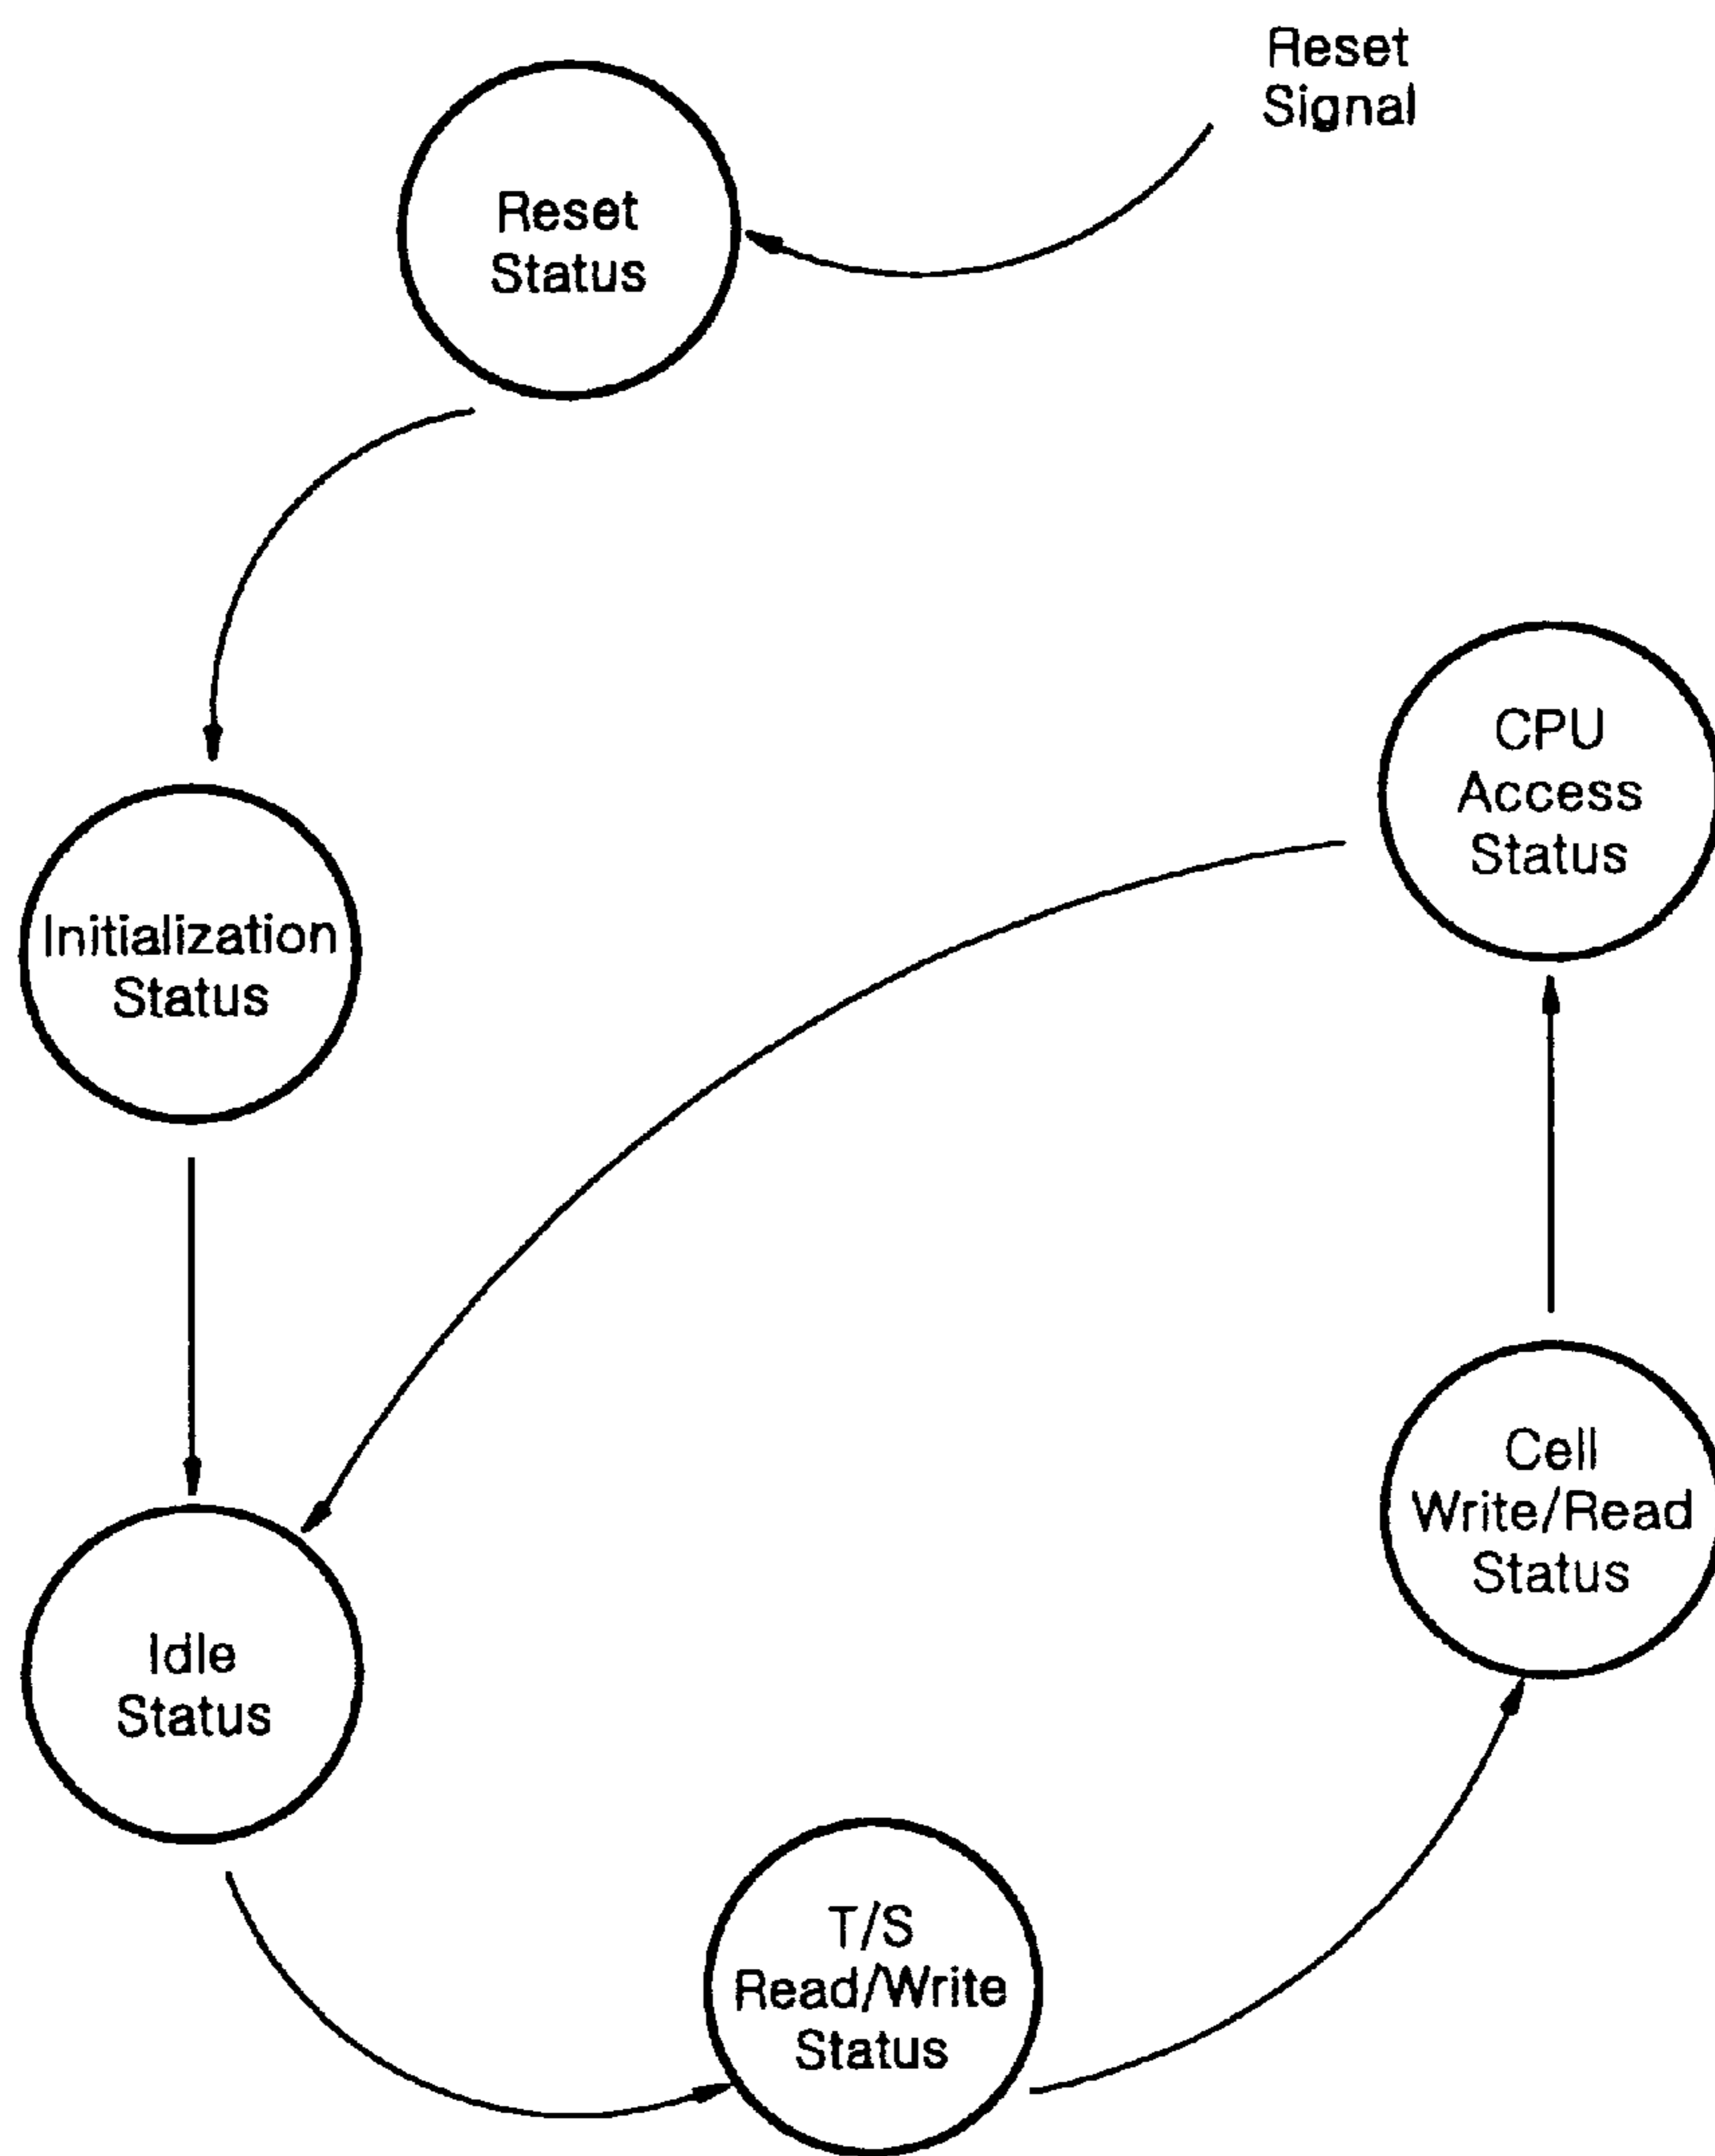 Reset
Signal
Reset
Status
CPU
Access
Status
Initialization
Status
Cell
Write/Read
Status
Idle
Status
T/S
Read/Write
Status